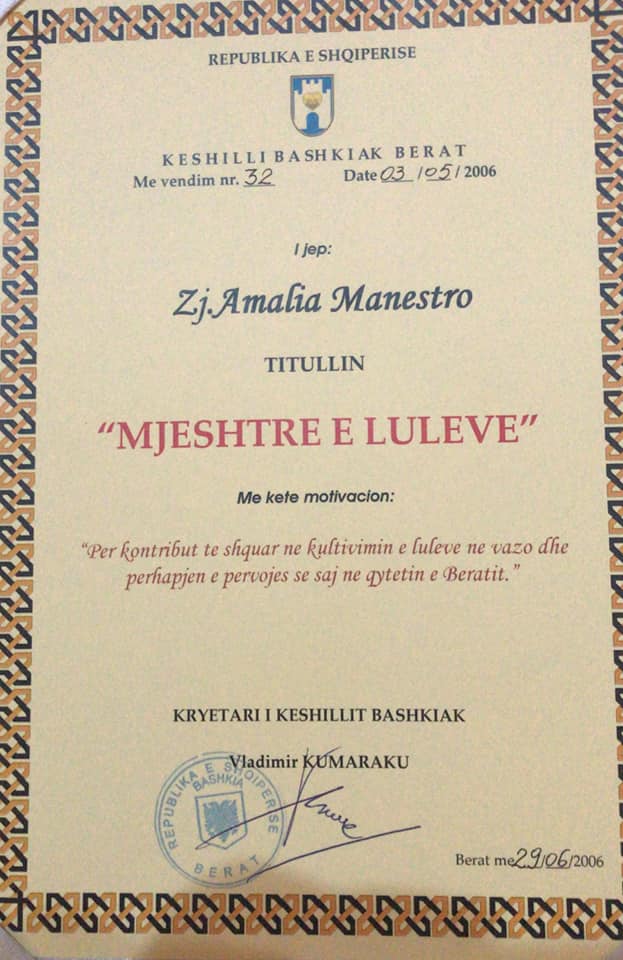 REPUBLIKA E SHQIPERISE
KESHILLI BASHKIAK BERAT
Me vendim nr. 32 Date 03 /05/ 2006
I jep:
Zj.Amalia Manestro
TITULLIN
“MJESHTRE E LULEVE”
Me kete motivacion:
“Per kontribut te shquar ne kultivimin e luleve ne vazo dhe
perhapjen e pervojes se saj ne qytetin e Beratit.”
KRYETARI I KESHILLIT BASHKIAK
Vladimir KUMARAKU
REPUBLIKA E SHQIPERISE
BASHKIA
BERAT
Berat me 29/06/2006